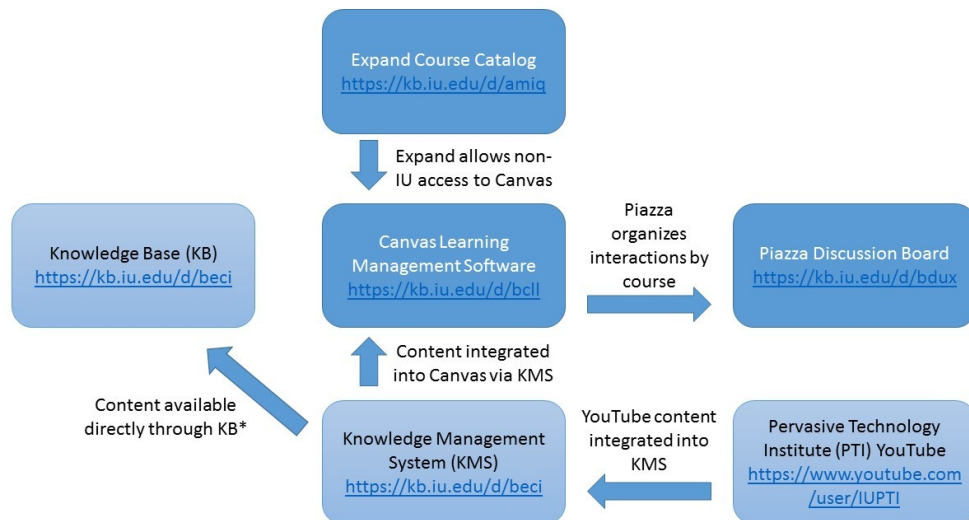 Expand Course Catalog
https://kb.iu.edu/d/amiq
Expand allows non-
IU access to Canvas
Knowledge Base (KB)
https://kb.iu.edu/d/beci
Canvas Learning
Management Software
https://kb.iu.edu/d/bcll
Piazza
organizes
interactions by
course
Piazza Discussion Board
https://kb.iu.edu/d/bdux
Content integrated
into Canvas via KMS
Content available
directly through KB*
Knowledge Management
System (KMS)
https://kb.iu.edu/d/beci
YouTube content
integrated into
KMS
Pervasive Technology
Institute (PTI) YouTube
https://www.youtube.com
/user/IUPTI